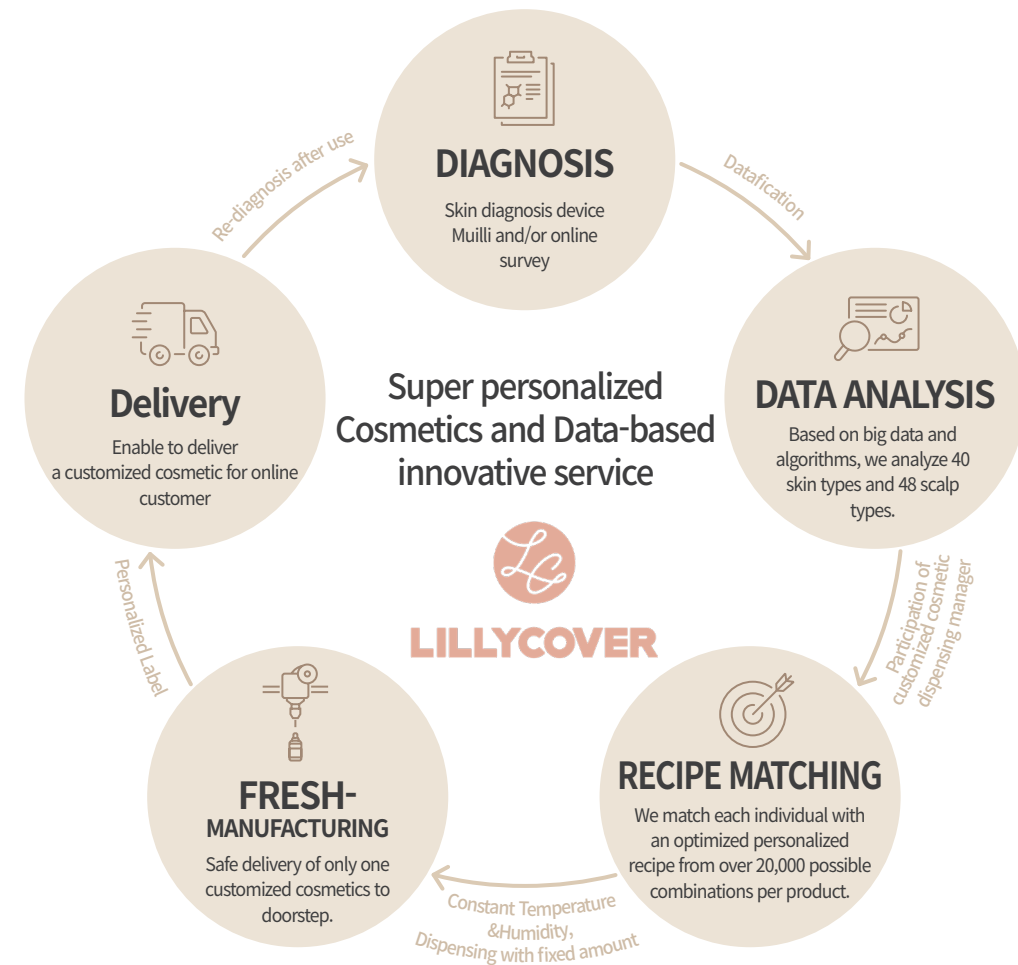 DIAGNOSIS
Skin diagnosis device
Muilli and/or online
survey
Datafication
DATA ANALYSIS
Based on big data and
algorithms, we analyze 40
skin types and 48 scalp
types.
Participation of
customized cosmetic
dispensing manager
RECIPE MATCHING
We match each individual with
an optimized personalized
recipe from over 20,000 possible
combinations per product.
Constant Temperature
&Humidity,
Dispensing with fixed amount
FRESH-
MANUFACTURING
Safe delivery of only one
customized cosmetics to
doorstep.
Personalized Label
Delivery
Enable to deliver
a customized cosmetic for online
customer
Re-diagnosis after use
Super personalized
Cosmetics and Data-based
innovative service
LC
LILLYCOVER